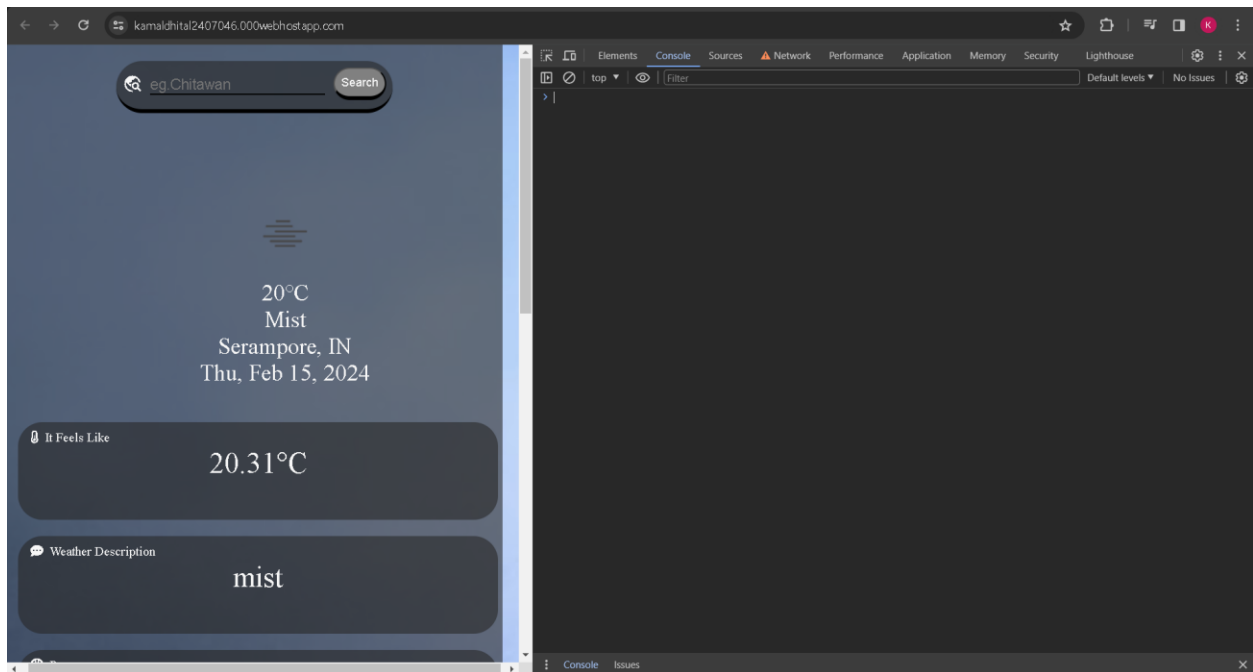 kamaldhital2407046.000webhostapp.com
K
eg.Chitawan
Search
20°C
Mist
Serampore, IN
Thu, Feb 15, 2024
It Feels Like
20.31°C
Weather Description
mist
Elements Console Sources Network Performance Application Memory Security Lighthouse
top Filter Default levels No Issues
Console Issues